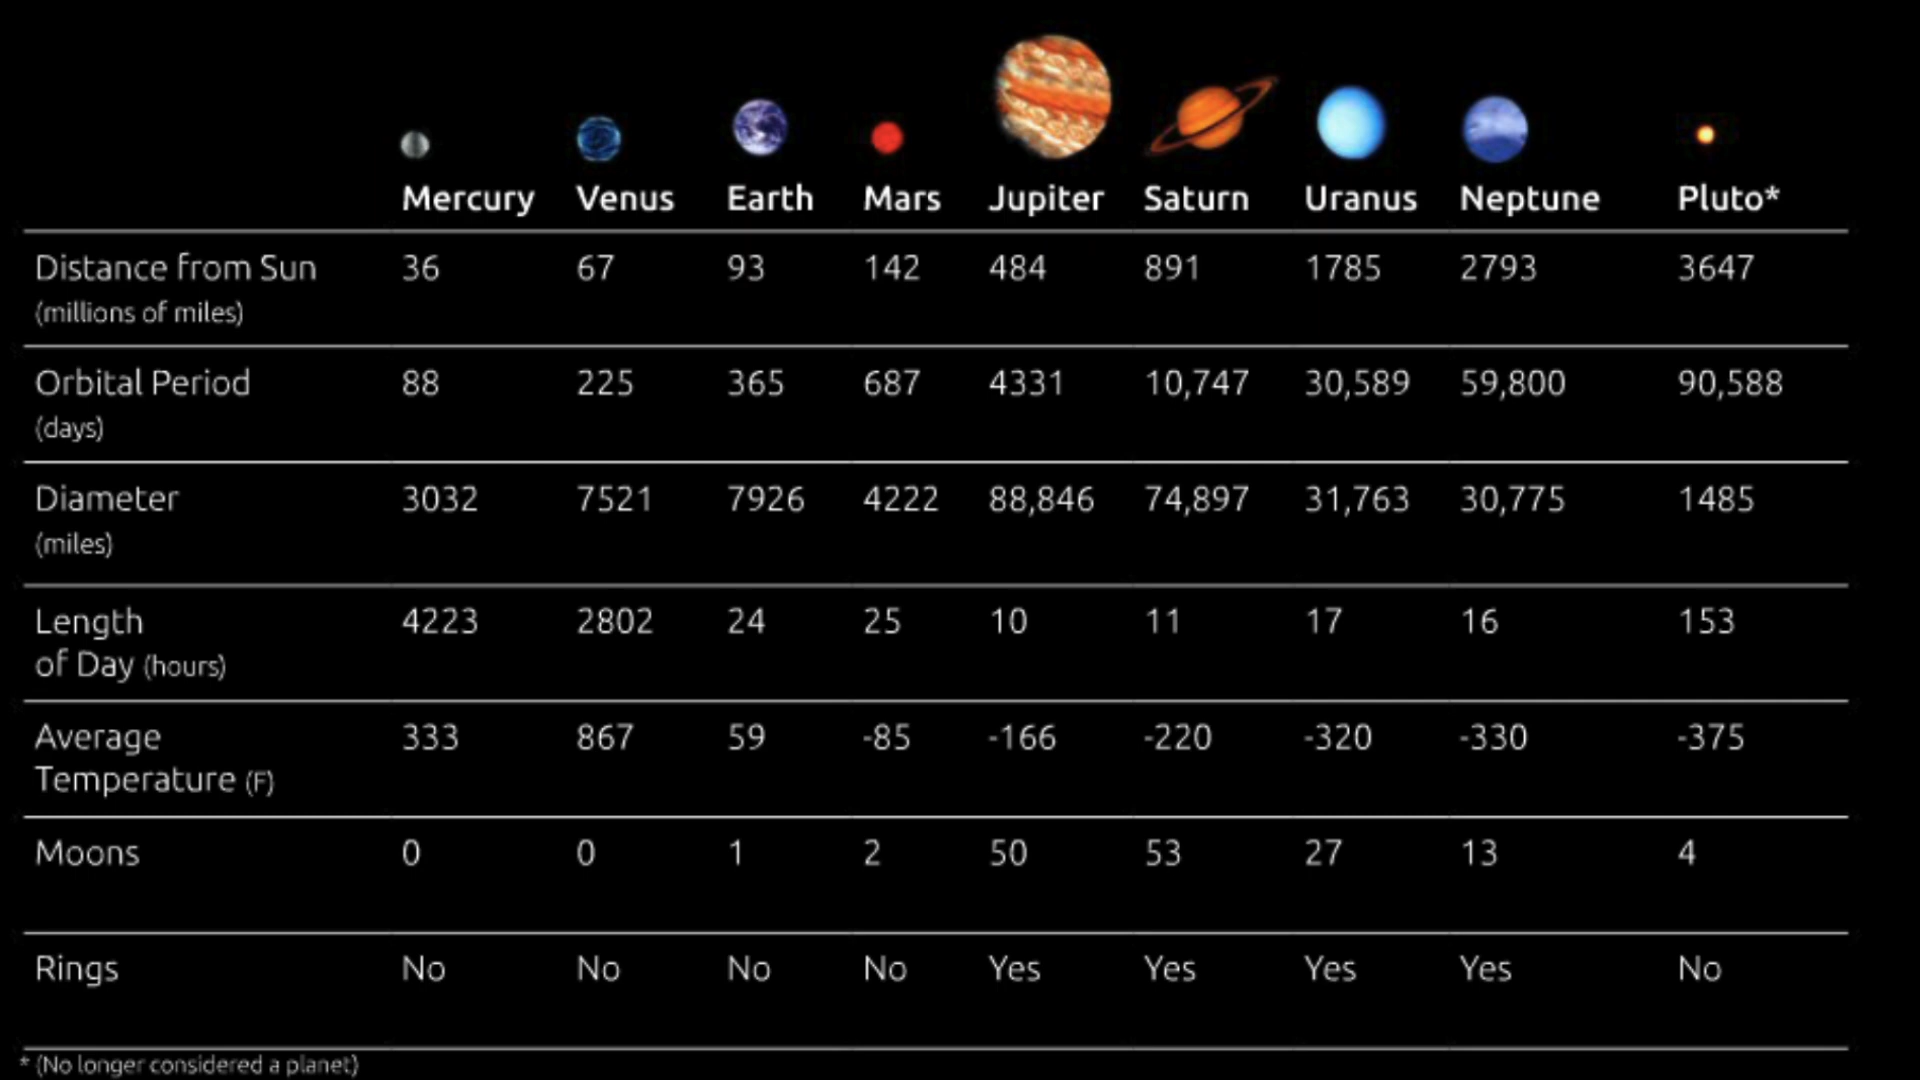 Mercury Venus Earth Mars Jupiter Saturn Uranus Neptune Pluto*
Distance from Sun 36 67 93 142 484 891 1785 2793 3647
(millions of miles)
Orbital Period 88 225 365 687 4331 10,747 30,589 59,800 90,588
(days)
Diameter 3032 7521 7926 4222 88,846 74,897 31,763 30,775 1485
(miles)
Length 4223 2802 24 25 10 11 17 16 153
of Day (hours)
Average 333 867 59 -85 -166 -220 -320 -330 -375
Temperature (F)
Moons 0 0 1 2 50 53 27 13 4
Rings No No No No Yes Yes Yes Yes No
* (No longer considered a planet)